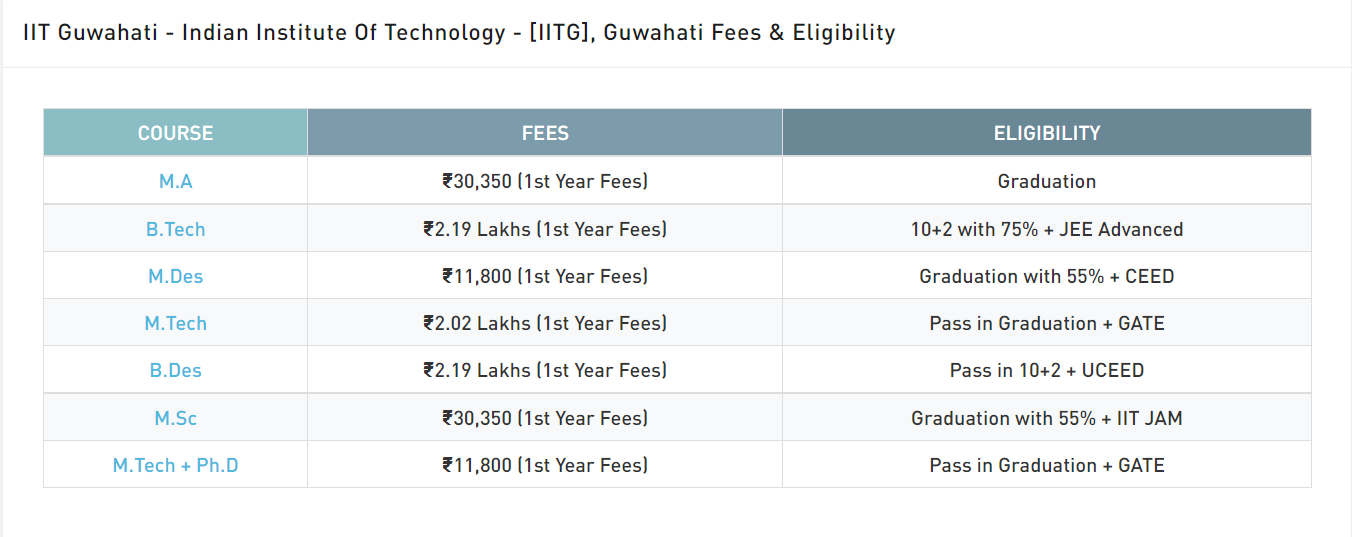 IIT Guwahati - Indian Institute Of Technology - [IITG], Guwahati Fees & Eligibility
COURSE FEES ELIGIBILITY
M.A ₹30,350 (1st Year Fees) Graduation
B.Tech ₹2.19 Lakhs (1st Year Fees) 10+2 with 75% + JEE Advanced
M.Des ₹11,800 (1st Year Fees) Graduation with 55% + CEED
M.Tech ₹2.02 Lakhs (1st Year Fees) Pass in Graduation + GATE
B.Des ₹2.19 Lakhs (1st Year Fees) Pass in 10+2 + UCEED
M.Sc ₹30,350 (1st Year Fees) Graduation with 55% + IIT JAM
M.Tech + Ph.D ₹11,800 (1st Year Fees) Pass in Graduation + GATE